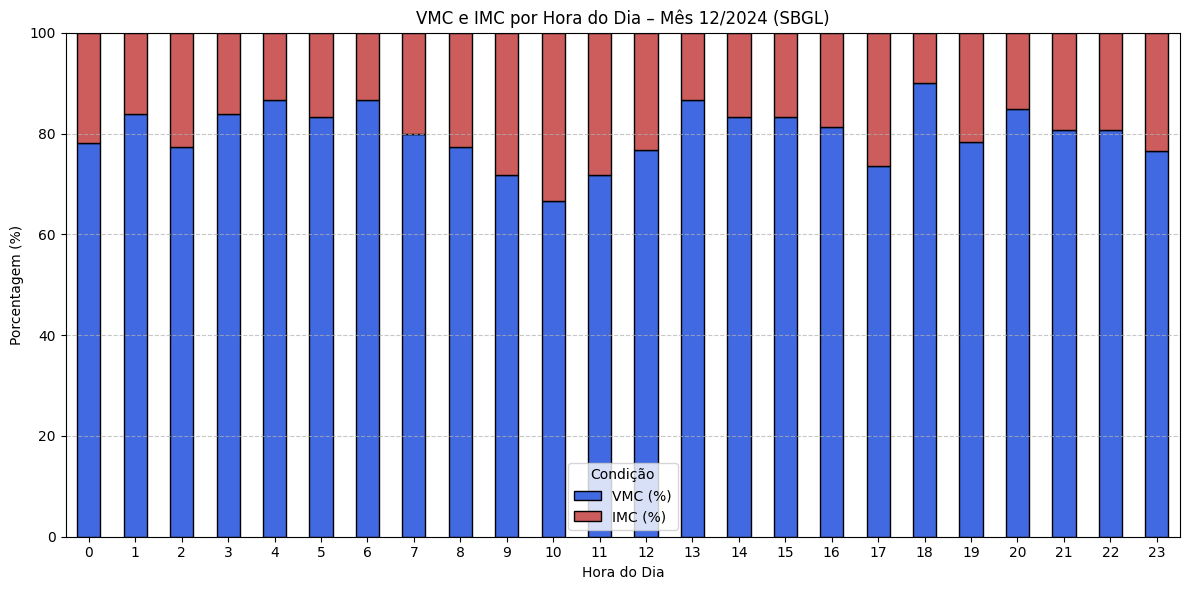 VMC e IMC por Hora do Dia – Mês 12/2024 (SBGL)
Porcentagem (%)
100
80
60
40
20
0
Condição
VMC (%)
IMC (%)
0 1 2 3 4 5 6 7 8 9 10 11 12 13 14 15 16 17 18 19 20 21 22 23
Hora do Dia